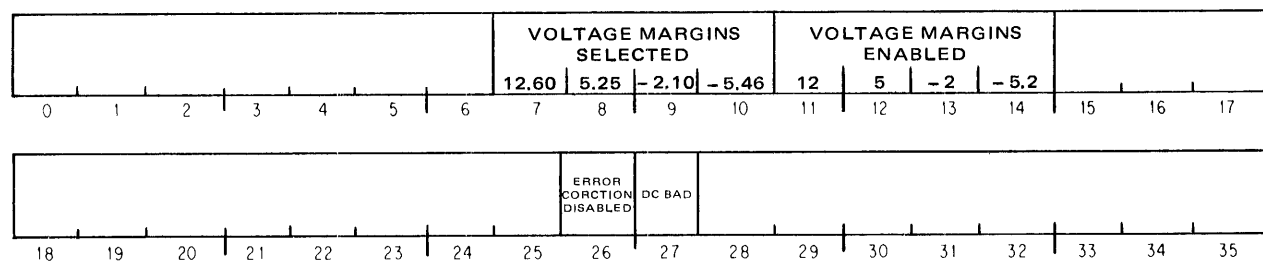 VOLTAGE MARGINS SELECTED
VOLTAGE MARGINS ENABLED
12.60 5.25 -2.10 -5.46 12 5 -2 -5.2
0 1 2 3 4 5 6 7 8 9 10 11 12 13 14 15 16 17
ERROR CORCTION DISABLED
DC BAD
18 19 20 21 22 23 24 25 26 27 28 29 30 31 32 33 34 35